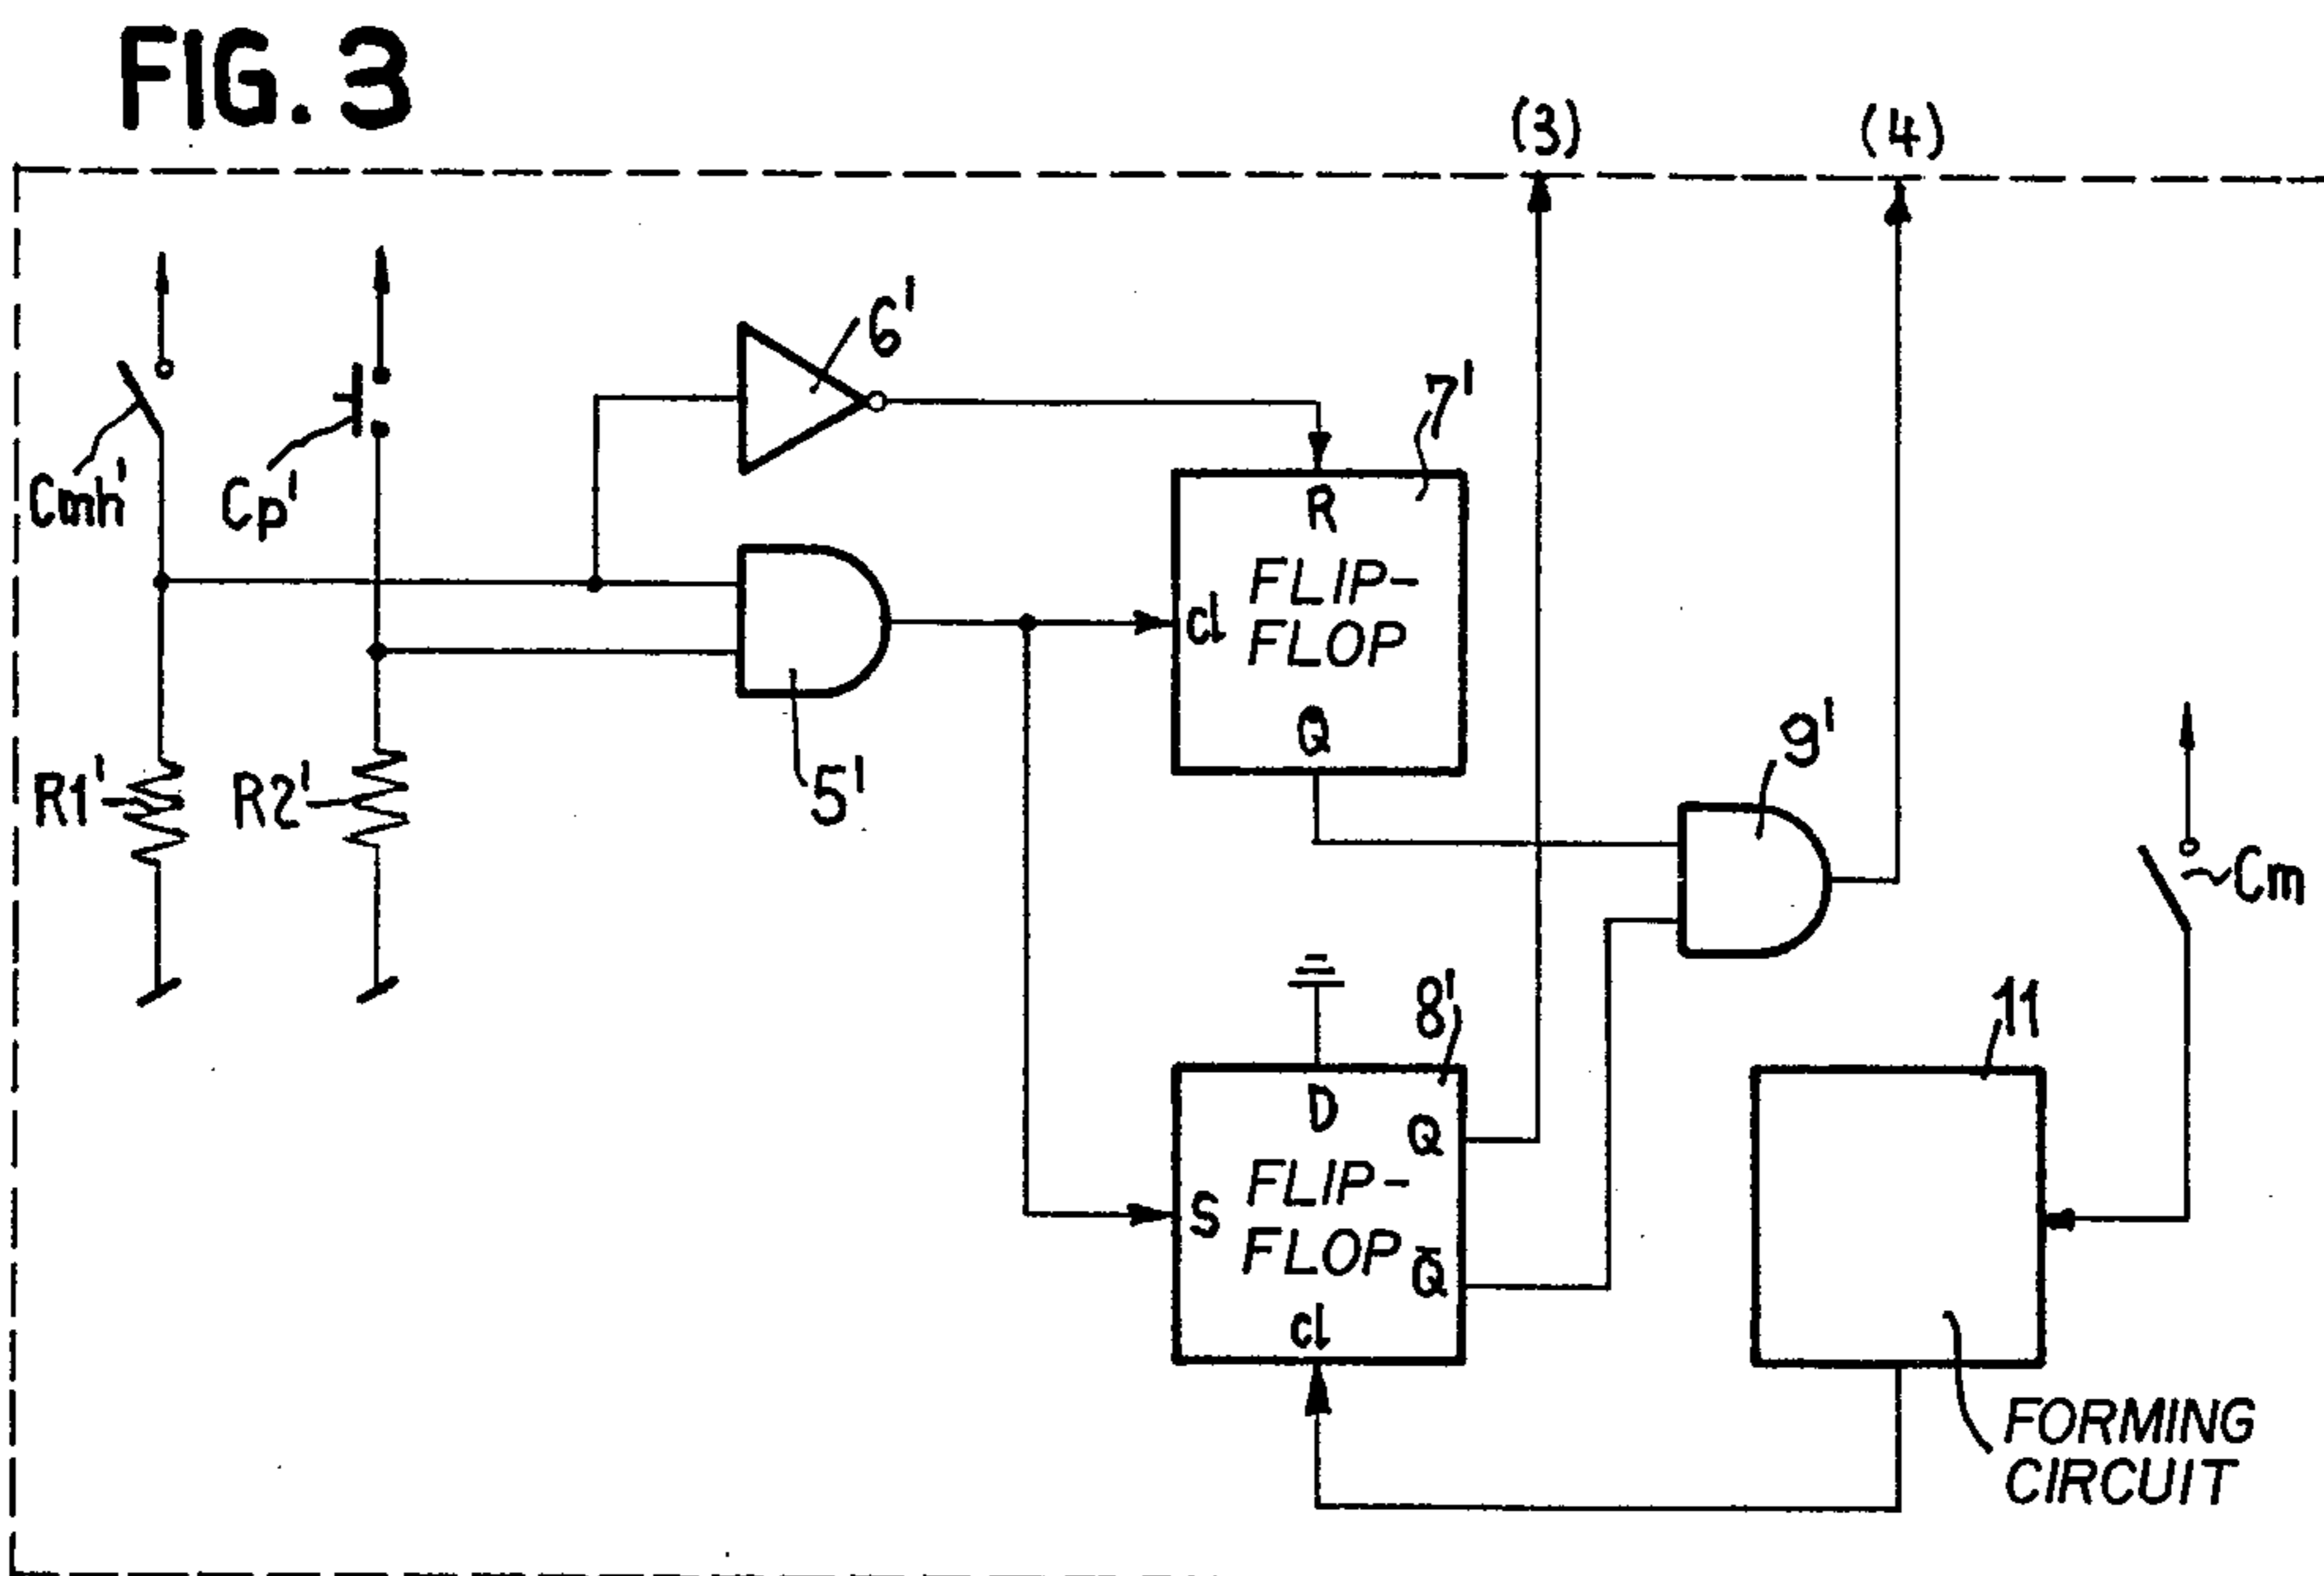 FIG. 3
(3)
(4)
6'
7'
Cmh'
Cp'
R
cl
FLIP-
FLOP
Q
5'
R1'
R2'
9'
Cm
8'
11
D
Q
S
FLIP-
FLOP
Q̄
cl
FORMING
CIRCUIT